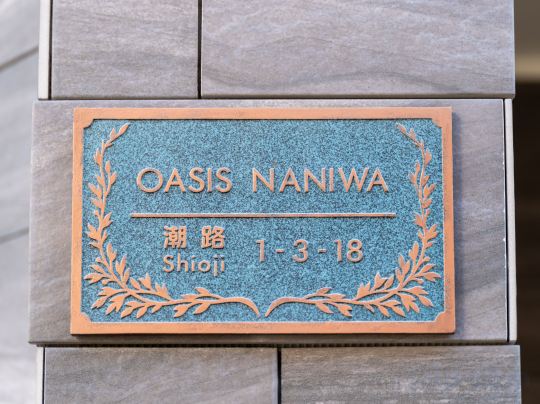 OASIS NANIWA
潮路 1-3-18
Shioji